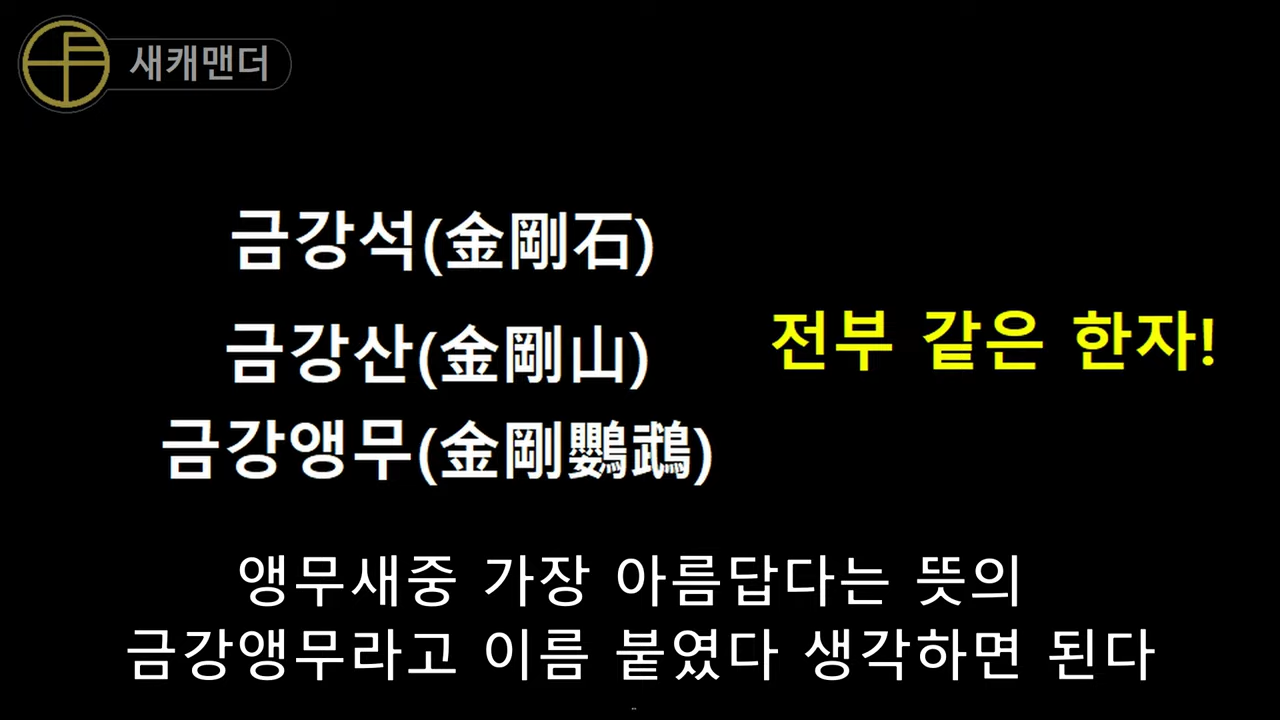 새캐맨더
금강석(金剛石)
금강산(金剛山)
전부 같은 한자!
금강앵무(金剛鸚鵡)
앵무새중 가장 아름답다는 뜻의
금강앵무라고 이름 붙였다 생각하면 된다